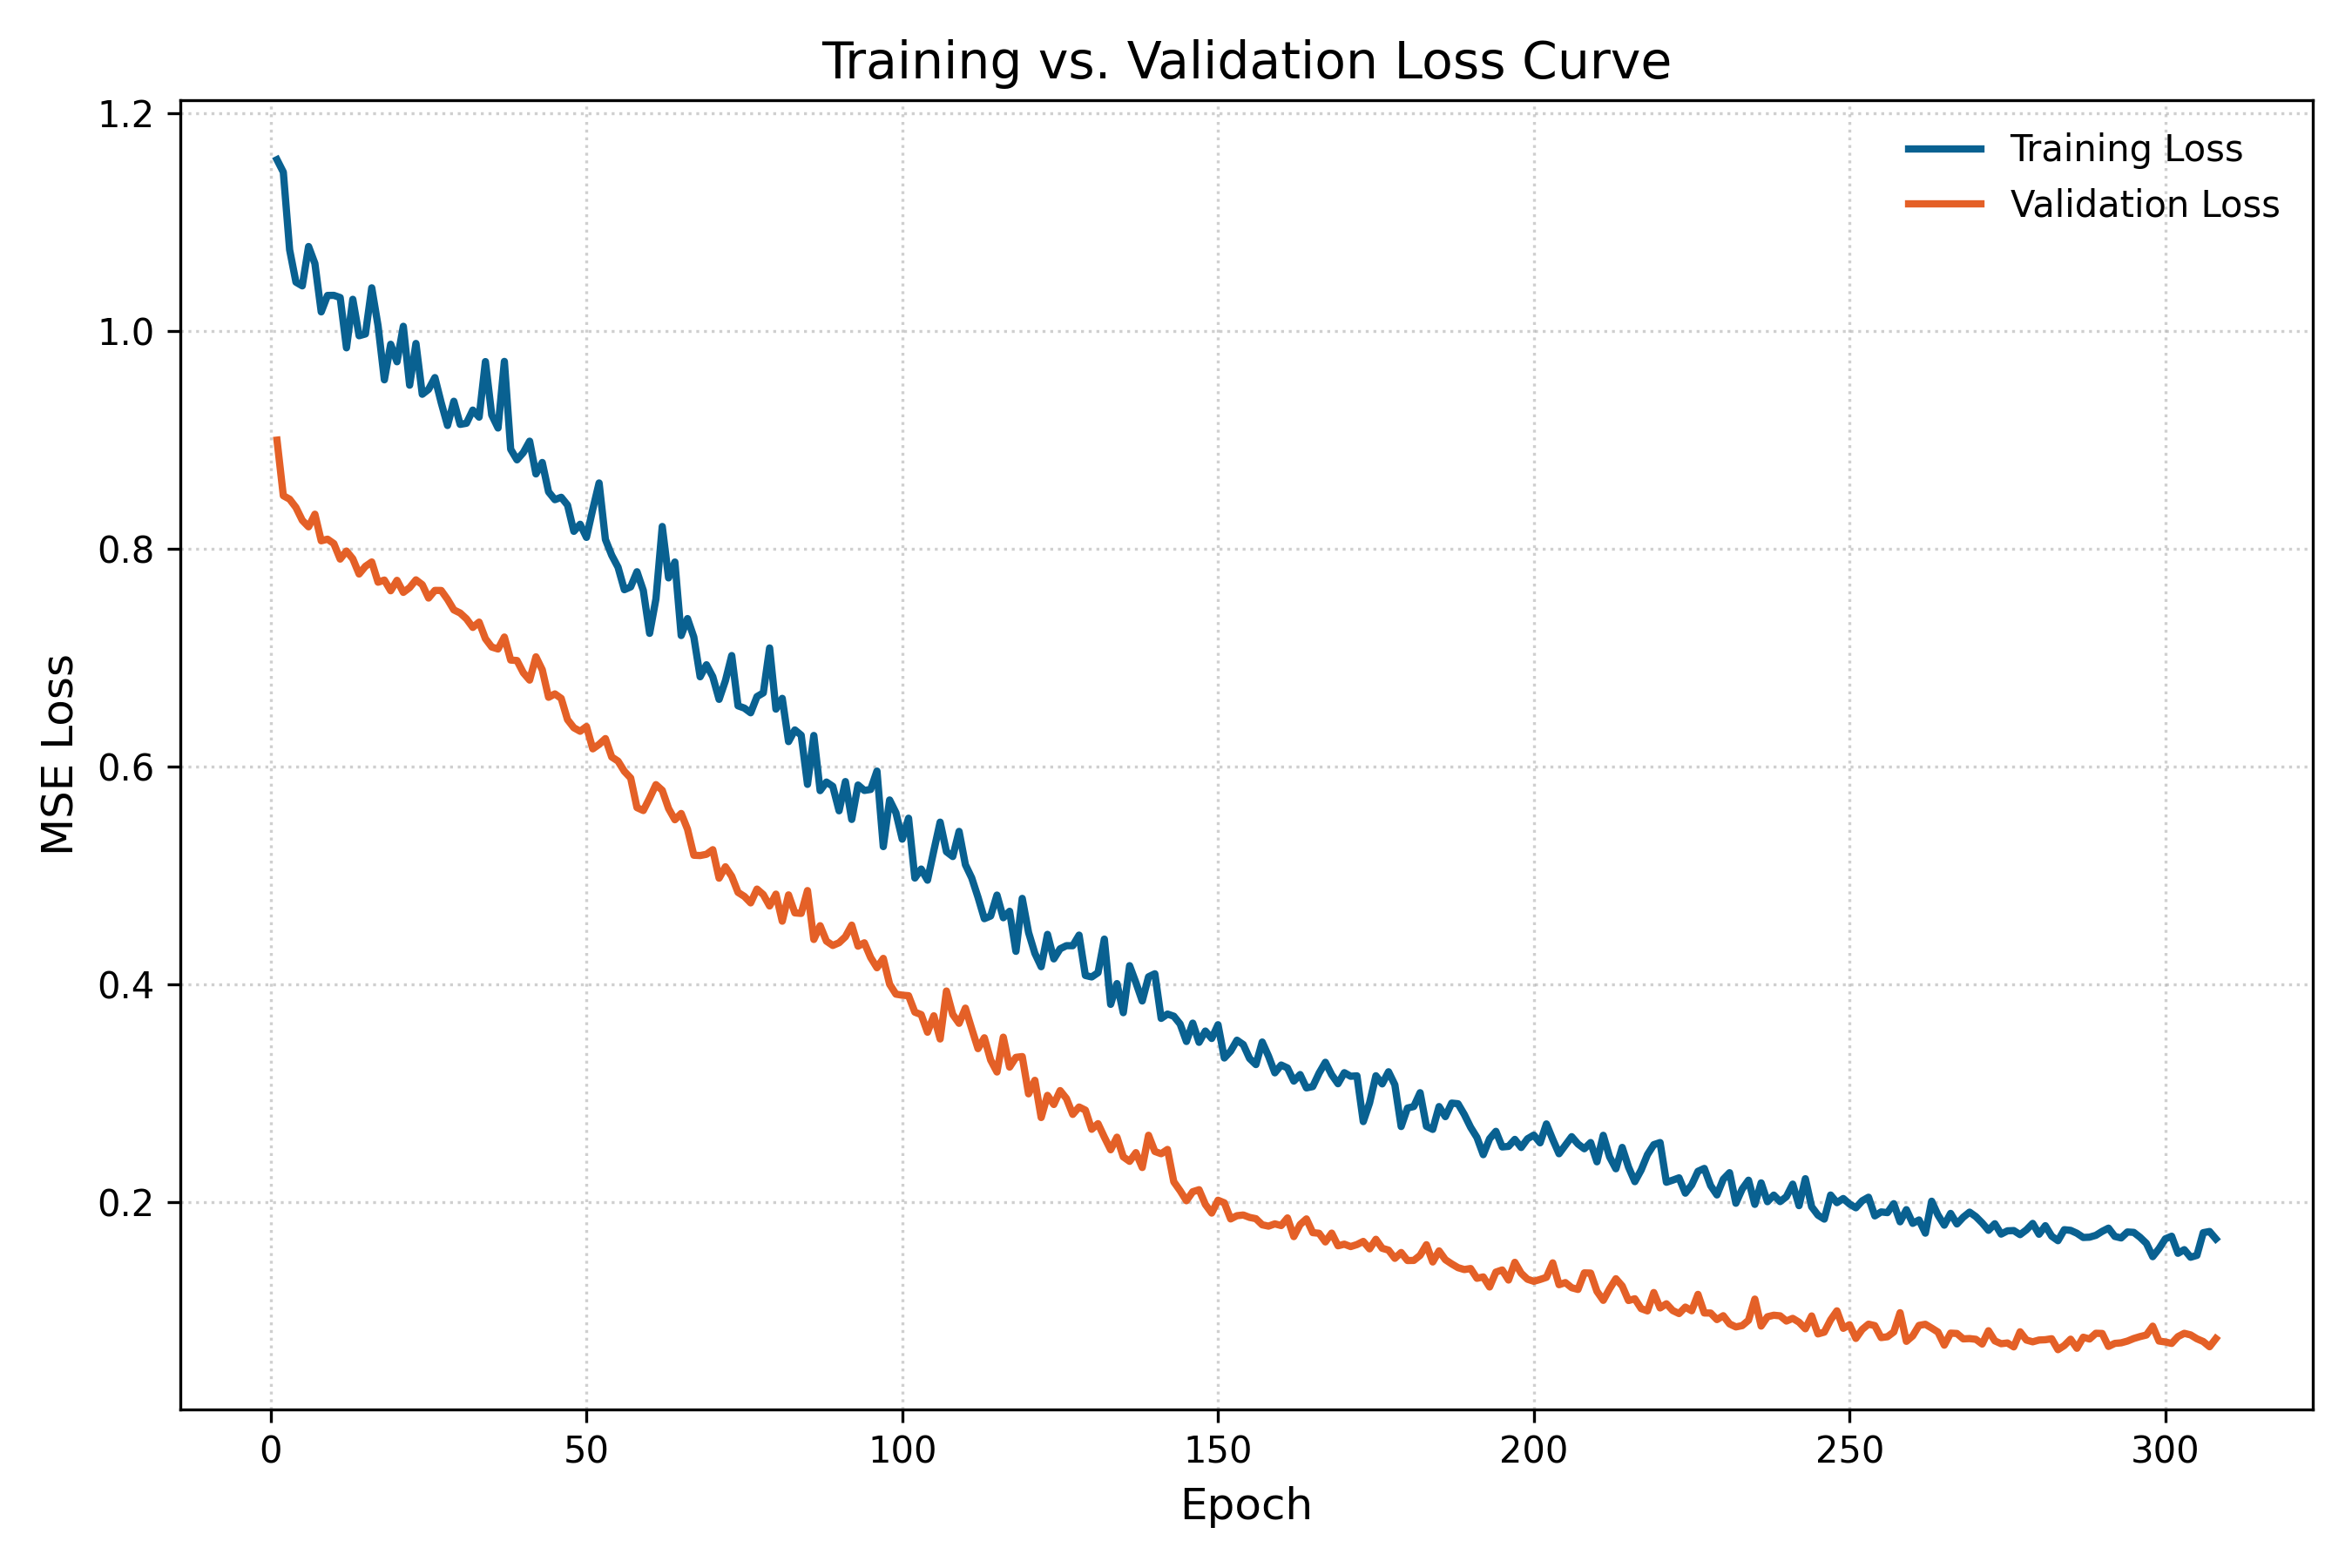 Training vs. Validation Loss Curve
Training Loss
Validation Loss
1.2
1.0
0.8
0.6
0.4
0.2
MSE Loss
0 50 100 150 200 250 300
Epoch